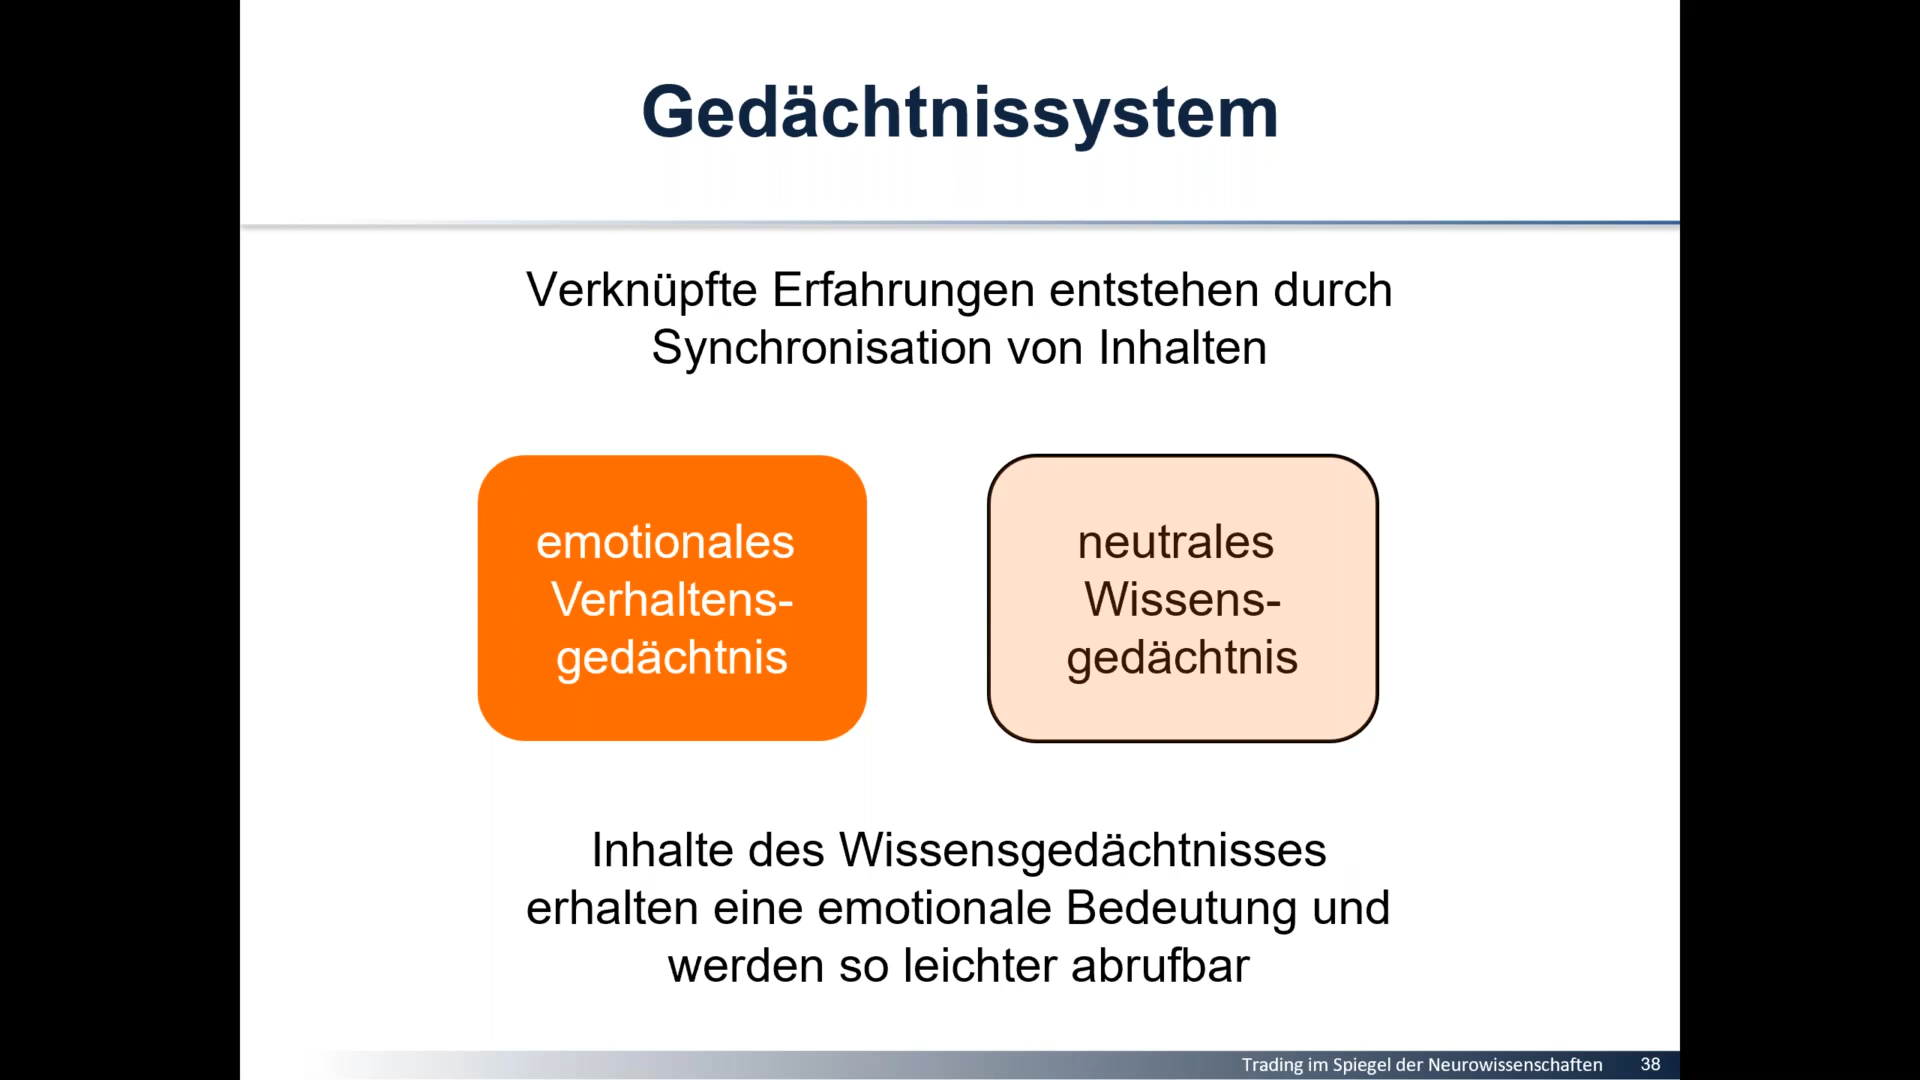 Gedächtnissystem
Verknüpfte Erfahrungen entstehen durch
Synchronisation von Inhalten
emotionales
Verhaltens-
gedächtnis
neutrales
Wissens-
gedächtnis
Inhalte des Wissensgedächtnisses
erhalten eine emotionale Bedeutung und
werden so leichter abrufbar
Trading im Spiegel der Neurowissenschaften 38